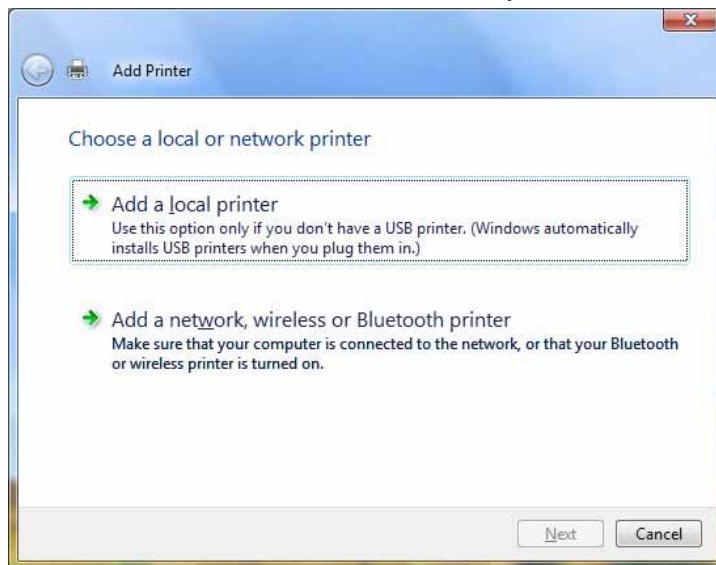 Add Printer
Choose a local or network printer
Add a local printer
Use this option only if you don't have a USB printer. (Windows automatically
installs USB printers when you plug them in.)
Add a network, wireless or Bluetooth printer
Make sure that your computer is connected to the network, or that your Bluetooth
or wireless printer is turned on.
Next Cancel